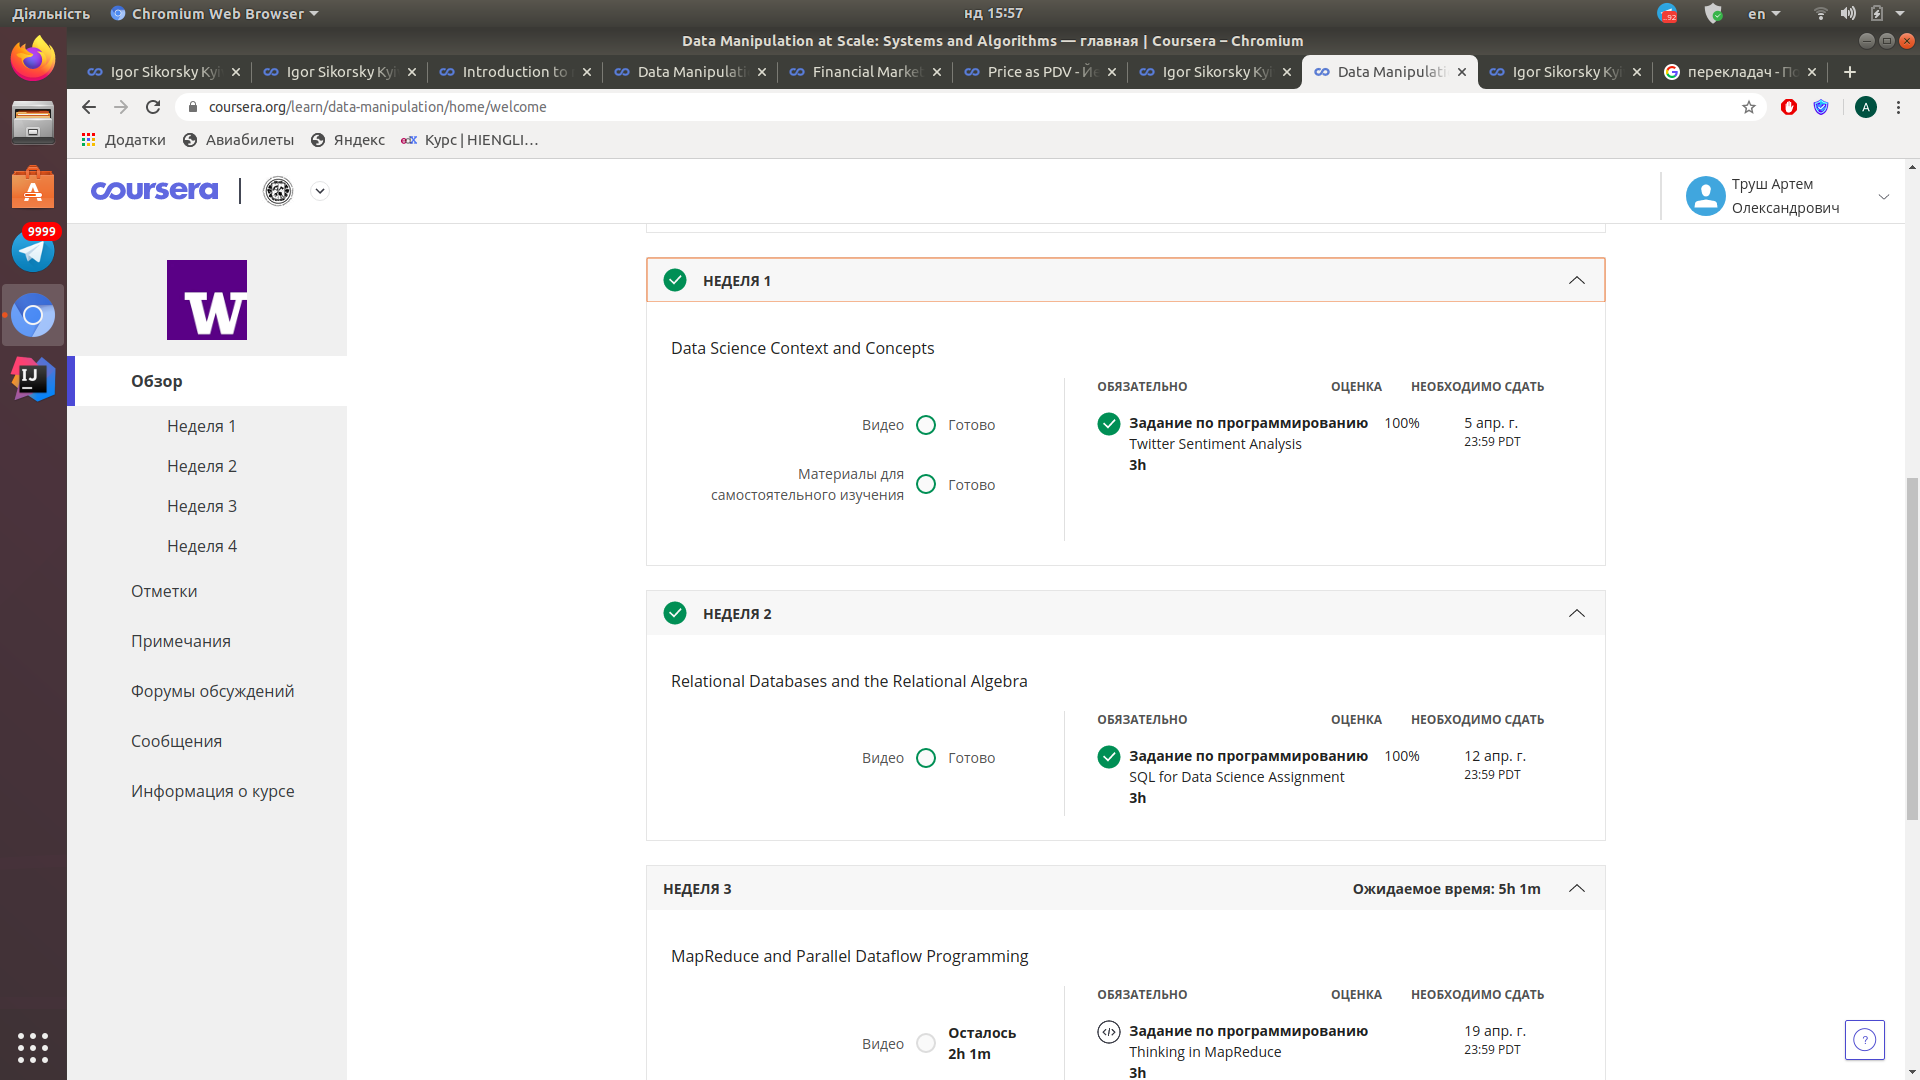 Діяльність
Chromium Web Browser
нд 15:57
92
en
Data Manipulation at Scale: Systems and Algorithms — главная | Coursera – Chromium
Igor Sikorsky Kyi
Igor Sikorsky Kyi
Introduction to
Data Manipulati
Financial Market
Price as PDV - Йе
Igor Sikorsky Kyi
Data Manipulati
Igor Sikorsky Kyi
перекладач - По
coursera.org/learn/data-manipulation/home/welcome
A
Додатки
Авиабилеты
Яндекс
edX
Курс | HIENGLI...
9999
IJ
coursera
Труш Артем
Олександрович
W
Обзор
Неделя 1
Неделя 2
Неделя 3
Неделя 4
Отметки
Примечания
Форумы обсуждений
Сообщения
Информация о курсе
НЕДЕЛЯ 1
Data Science Context and Concepts
Видео
Готово
Материалы для
самостоятельного изучения
Готово
ОБЯЗАТЕЛЬНО
ОЦЕНКА
НЕОБХОДИМО СДАТЬ
Задание по программированию
100%
5 апр. г.
Twitter Sentiment Analysis
23:59 PDT
3h
НЕДЕЛЯ 2
Relational Databases and the Relational Algebra
Видео
Готово
ОБЯЗАТЕЛЬНО
ОЦЕНКА
НЕОБХОДИМО СДАТЬ
Задание по программированию
100%
12 апр. г.
SQL for Data Science Assignment
23:59 PDT
3h
НЕДЕЛЯ 3
Ожидаемое время: 5h 1m
MapReduce and Parallel Dataflow Programming
Видео
Осталось
2h 1m
ОБЯЗАТЕЛЬНО
ОЦЕНКА
НЕОБХОДИМО СДАТЬ
Задание по программированию
19 апр. г.
Thinking in MapReduce
23:59 PDT
3h
?